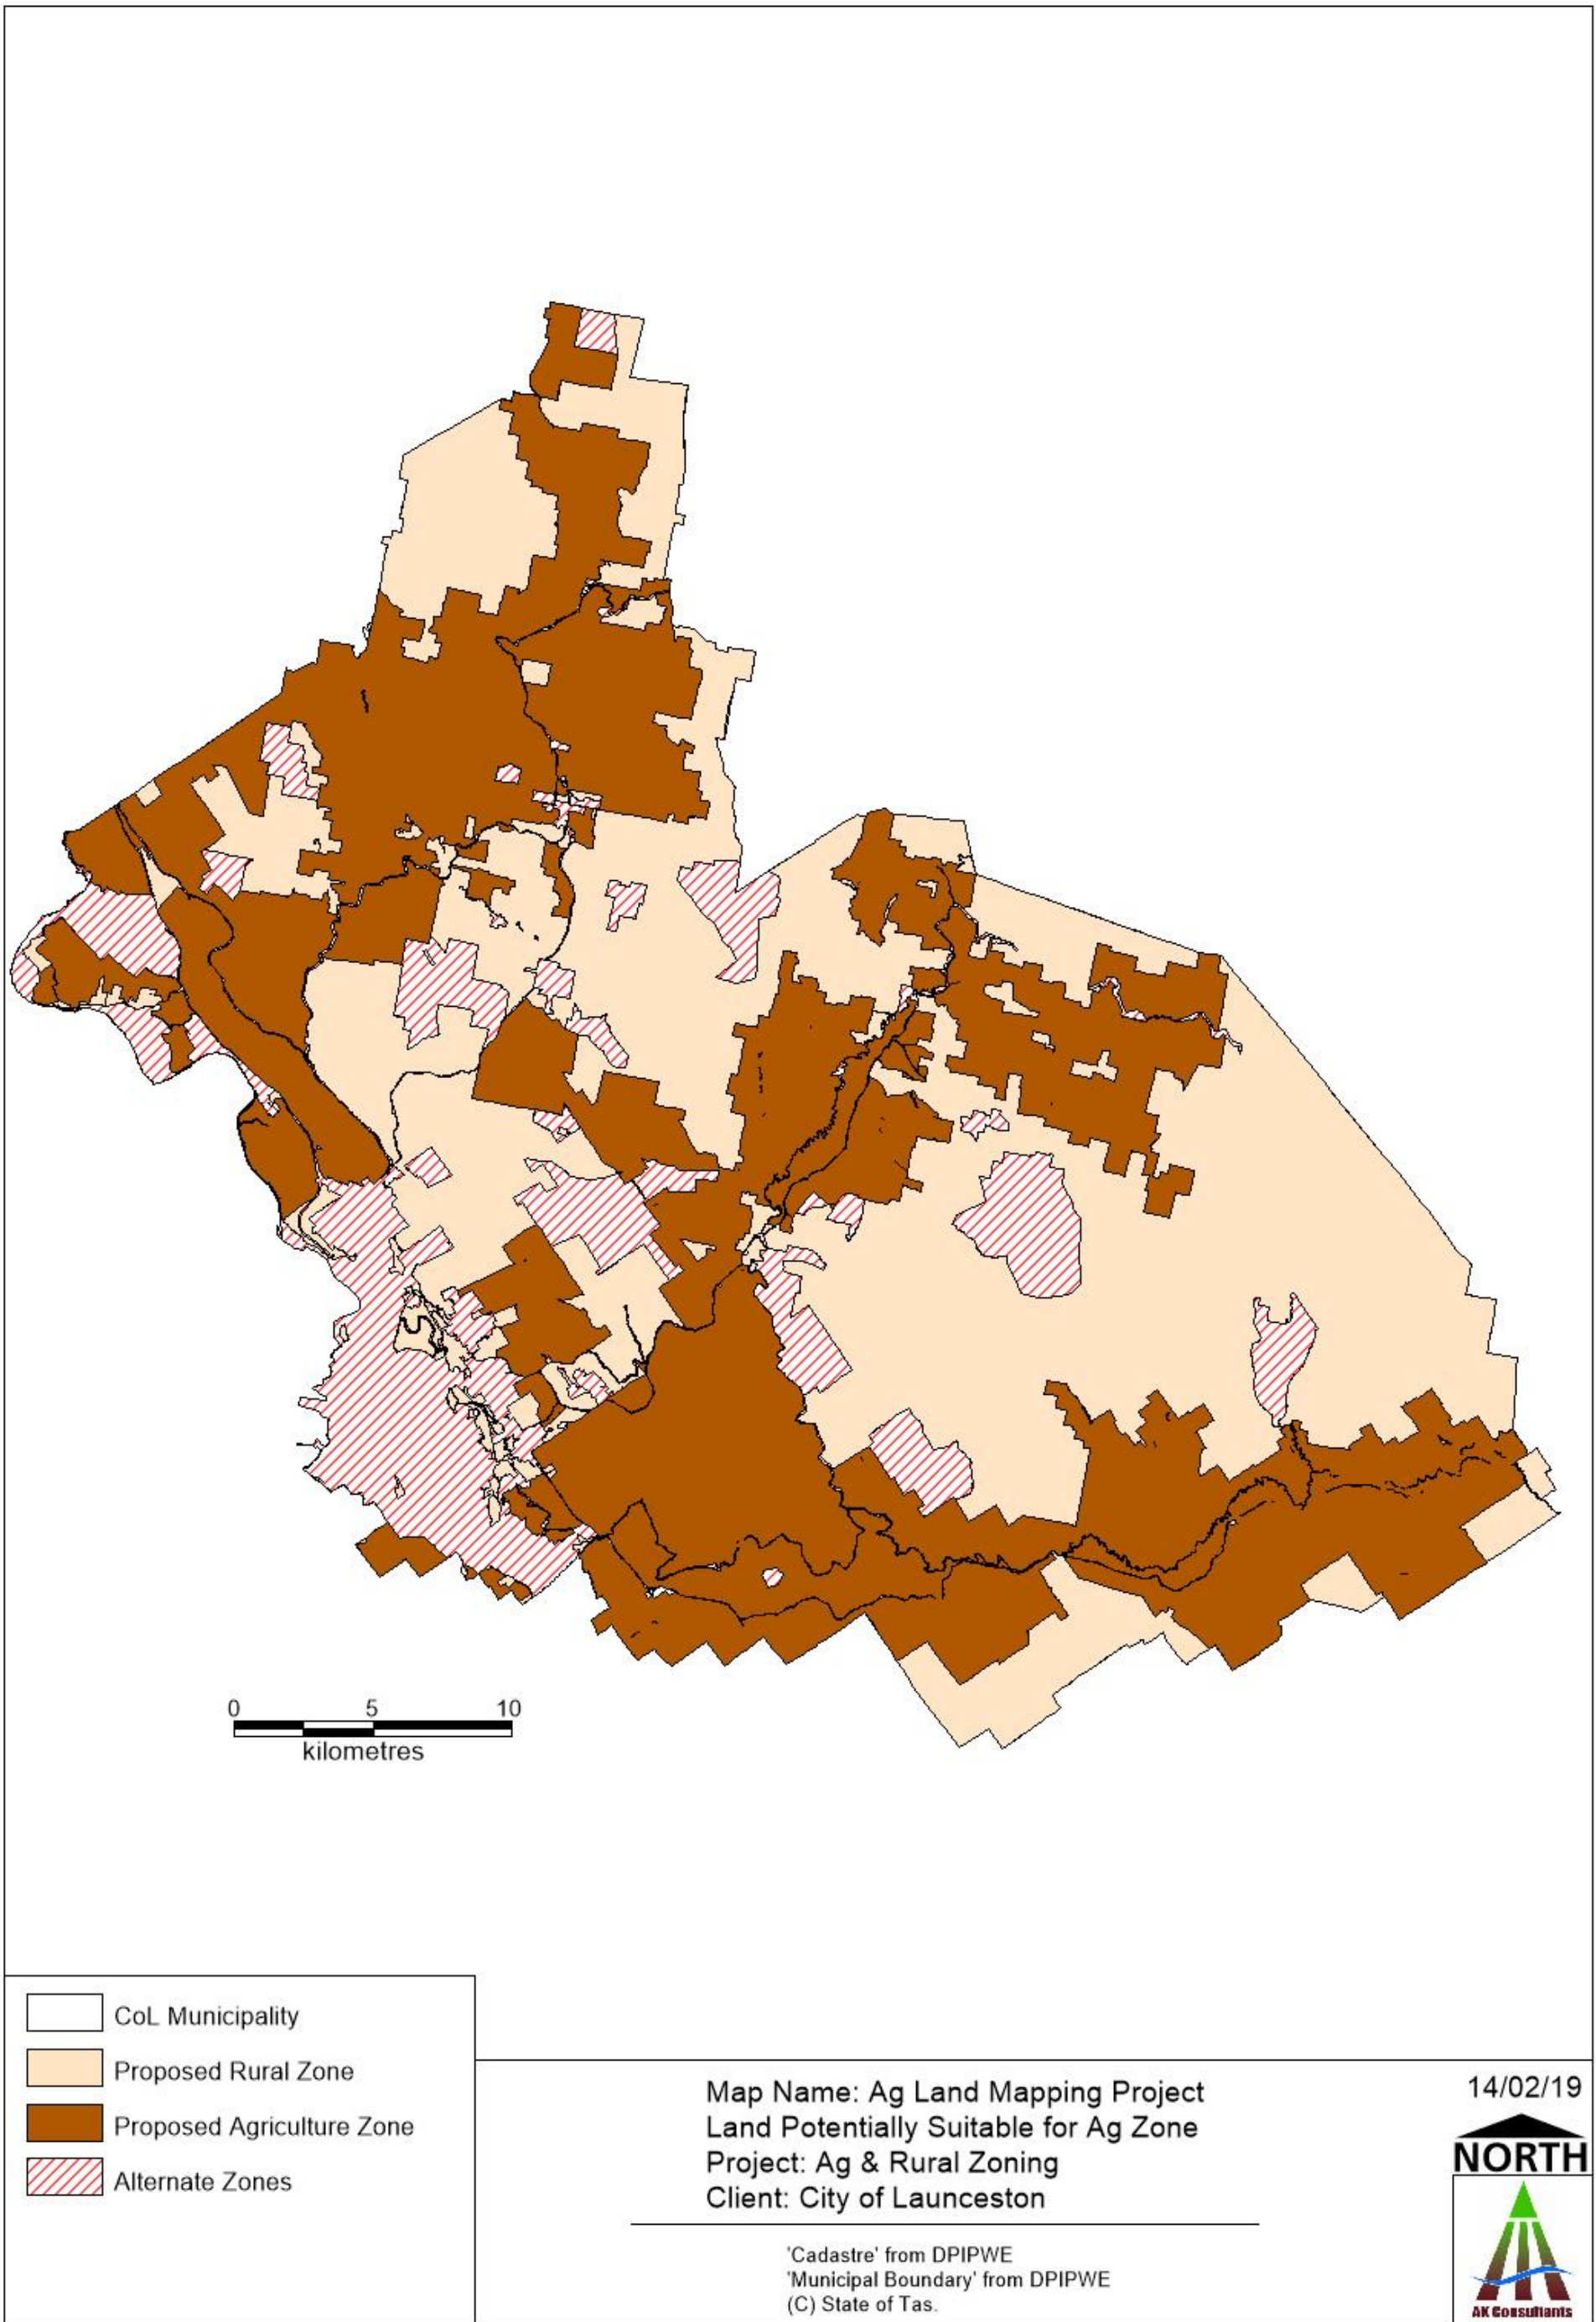 0 5 10
kilometres
CoL Municipality
Proposed Rural Zone
Proposed Agriculture Zone
Alternate Zones
Map Name: Ag Land Mapping Project
Land Potentially Suitable for Ag Zone
Project: Ag & Rural Zoning
Client: City of Launceston
'Cadastre' from DPIPWE
'Municipal Boundary' from DPIPWE
(C) State of Tas.
14/02/19
NORTH
AK Consultants